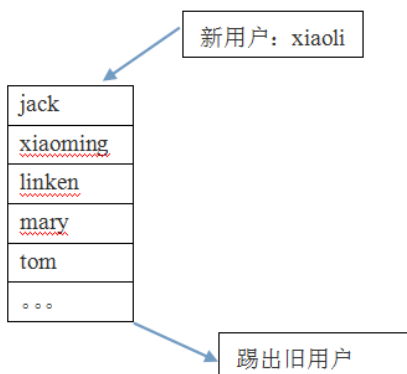 新用户：xiaoli
jack
xiaoming
linken
mary
tom
。。。
踢出旧用户